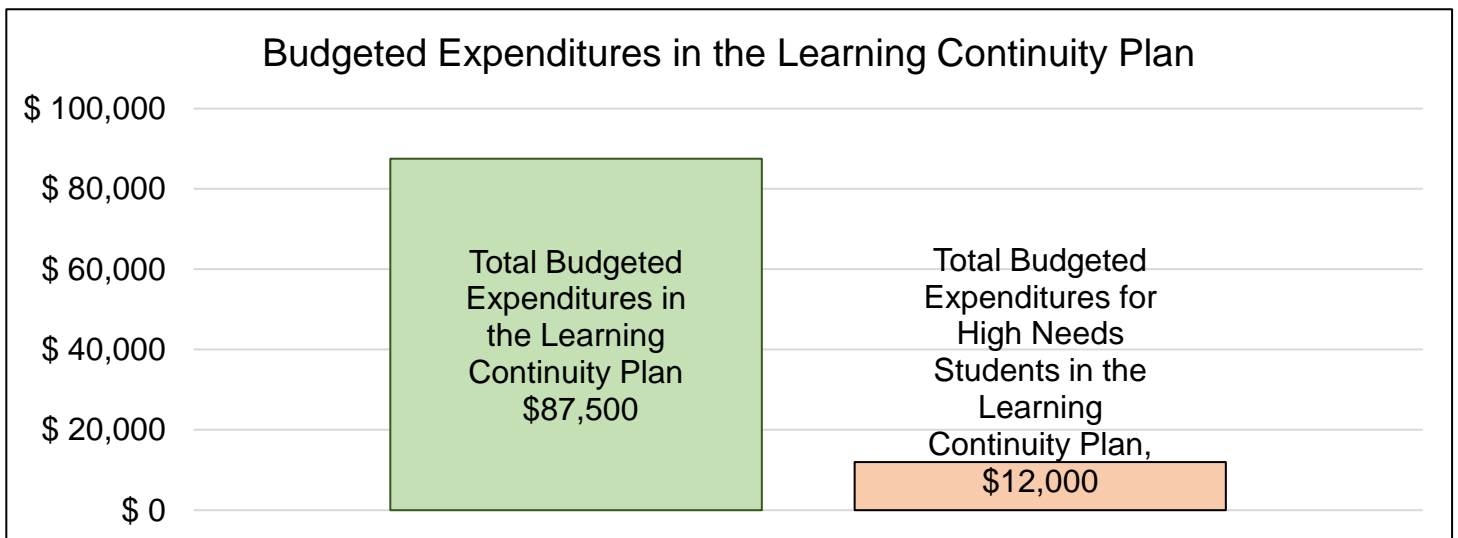 Budgeted Expenditures in the Learning Continuity Plan
$ 100,000
$ 80,000
$ 60,000
$ 40,000
$ 20,000
$ 0
Total Budgeted
Expenditures in
the Learning
Continuity Plan
$87,500
Total Budgeted
Expenditures for
High Needs
Students in the
Learning
Continuity Plan,
$12,000